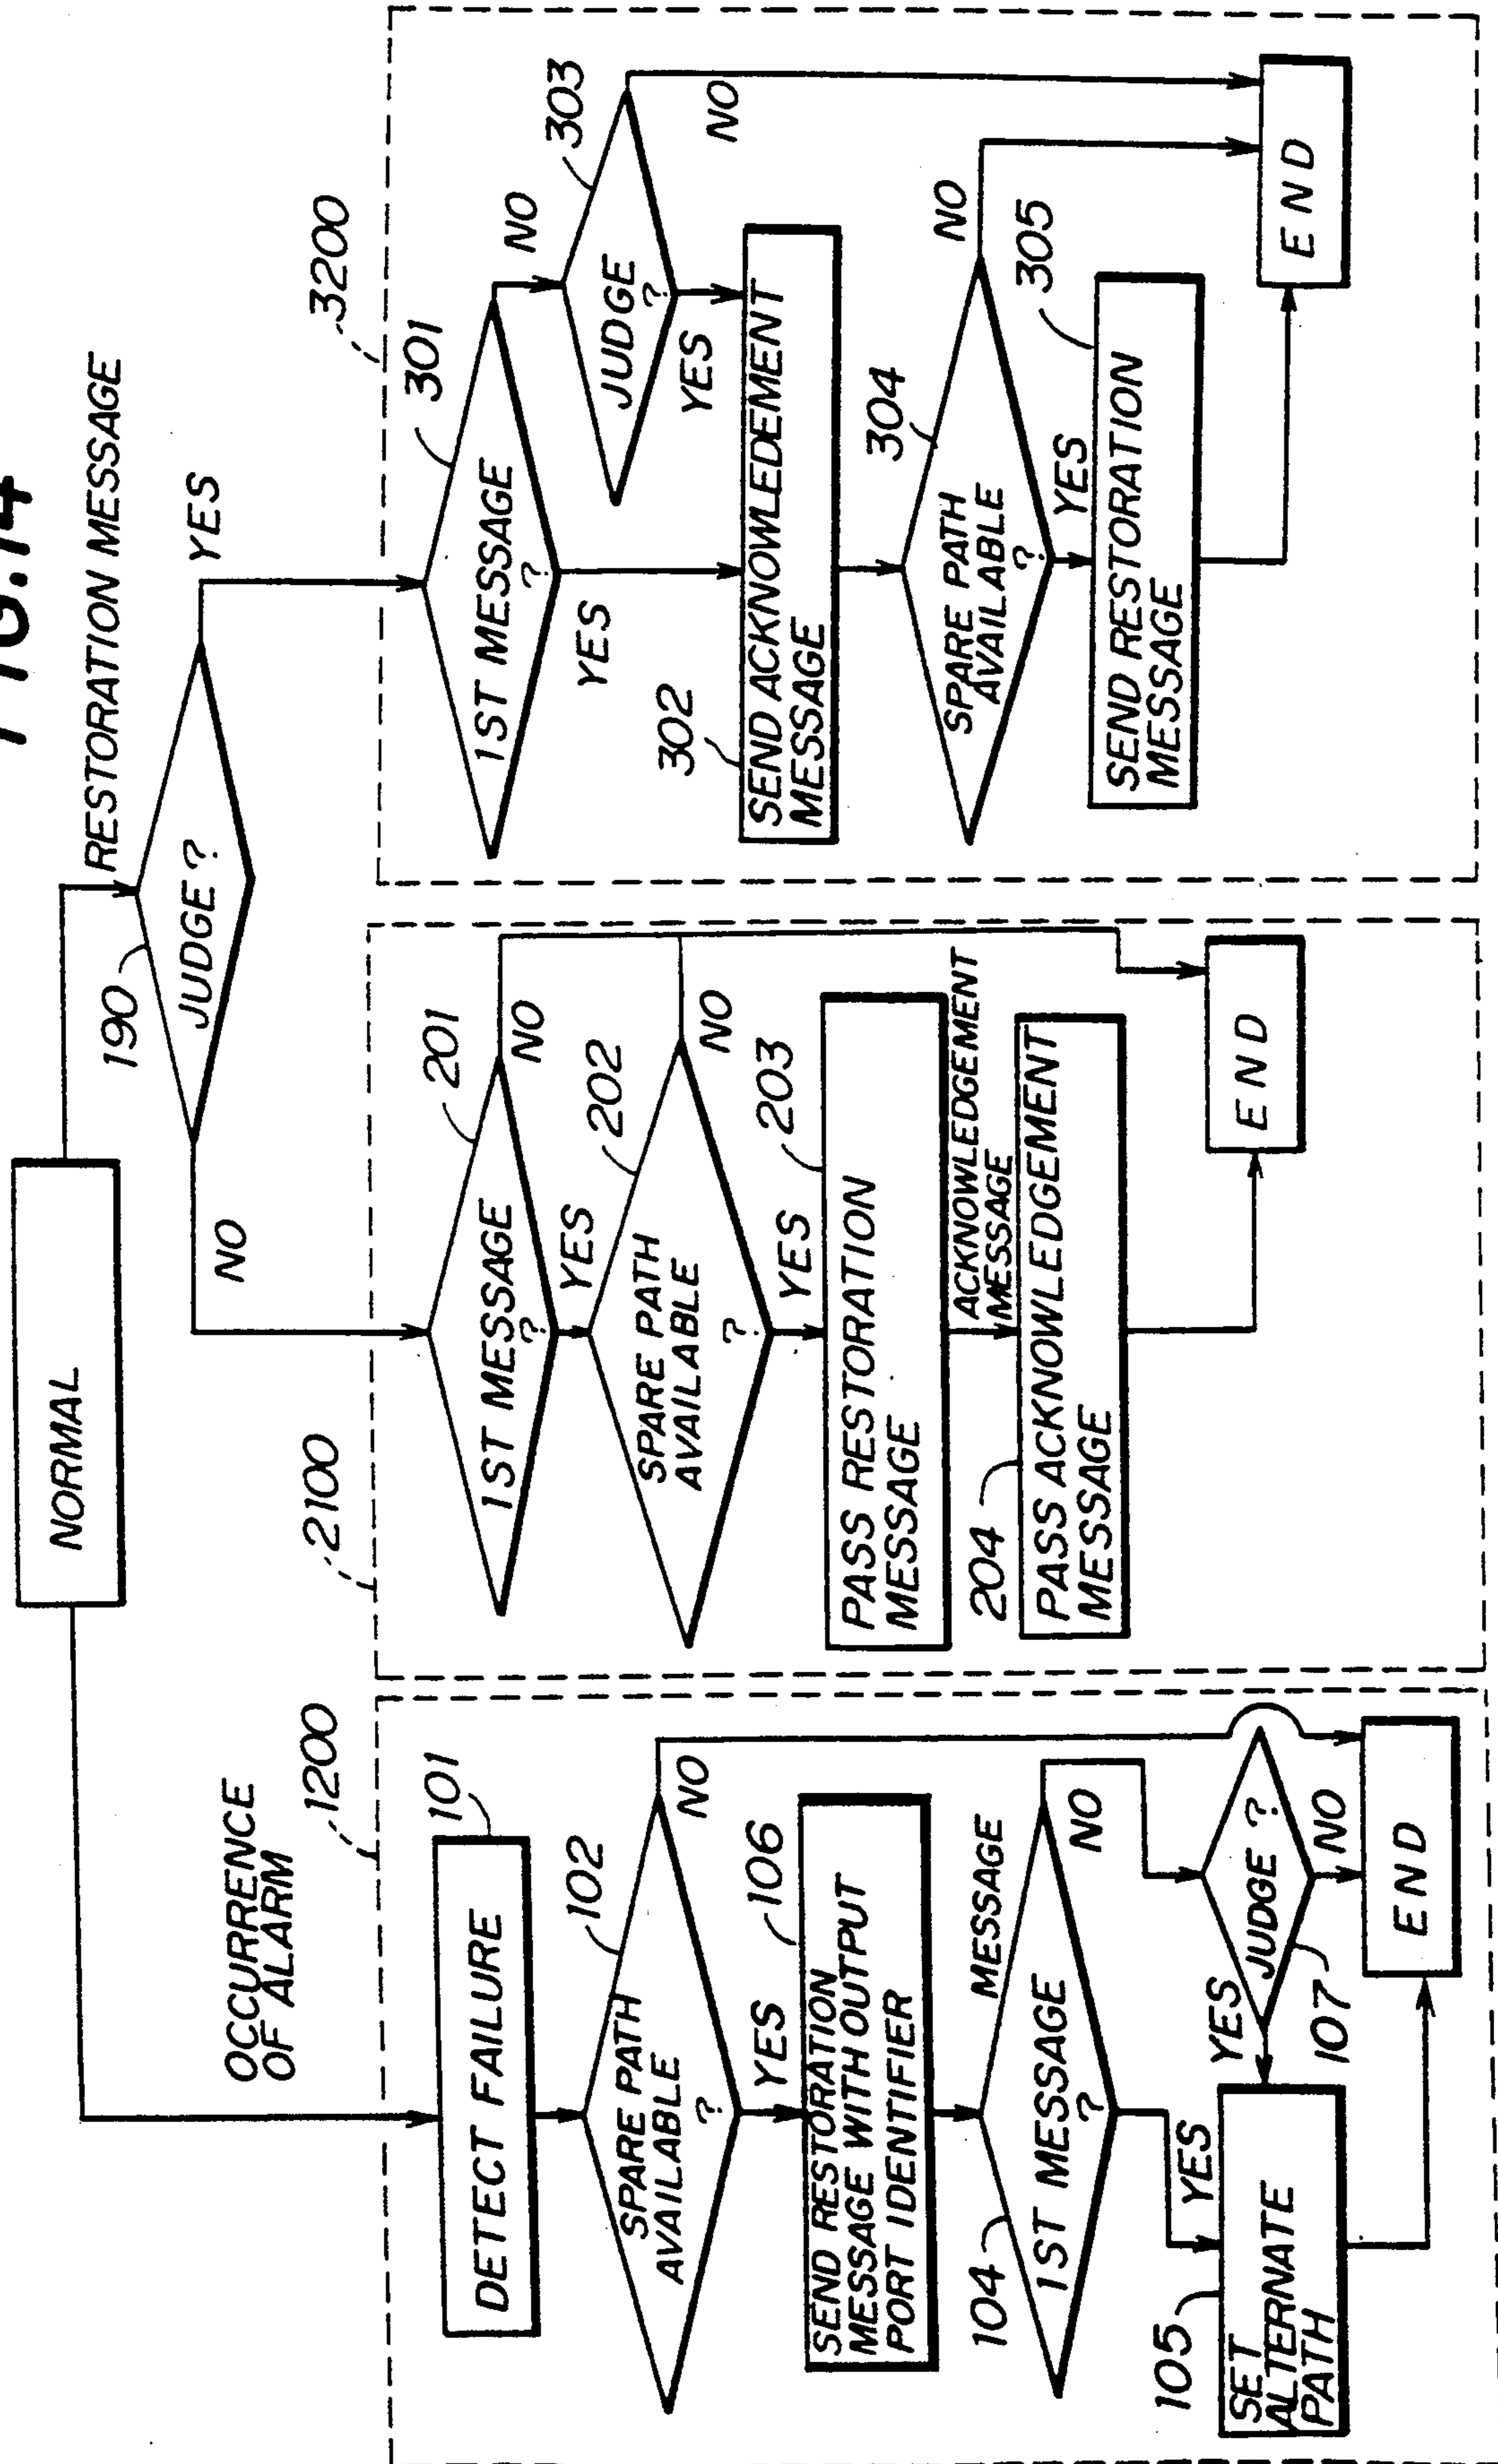 FIG.14
NORMAL
OCCURRENCE
OF ALARM
RESTORATION MESSAGE
190
JUDGE?
NO
YES
1200
101
DETECT FAILURE
102
SPARE PATH
AVAILABLE
?
NO
YES
106
SEND RESTORATION
MESSAGE WITH OUTPUT
PORT IDENTIFIER
MESSAGE
104
1ST MESSAGE
?
NO
YES
JUDGE ?
107
YES
NO
105
SET
ALTERNATE
PATH
END
2100
201
1ST MESSAGE
?
NO
YES
202
SPARE PATH
AVAILABLE
?
NO
YES
203
PASS RESTORATION
MESSAGE
ACKNOWLEDGEMENT
MESSAGE
204
PASS ACKNOWLEDGEMENT
MESSAGE
END
3200
301
1ST MESSAGE
?
NO
YES
303
JUDGE
?
NO
YES
302
SEND ACKNOWLEDEMENT
MESSAGE
304
SPARE PATH
AVAILABLE
?
NO
YES
305
SEND RESTORATION
MESSAGE
END